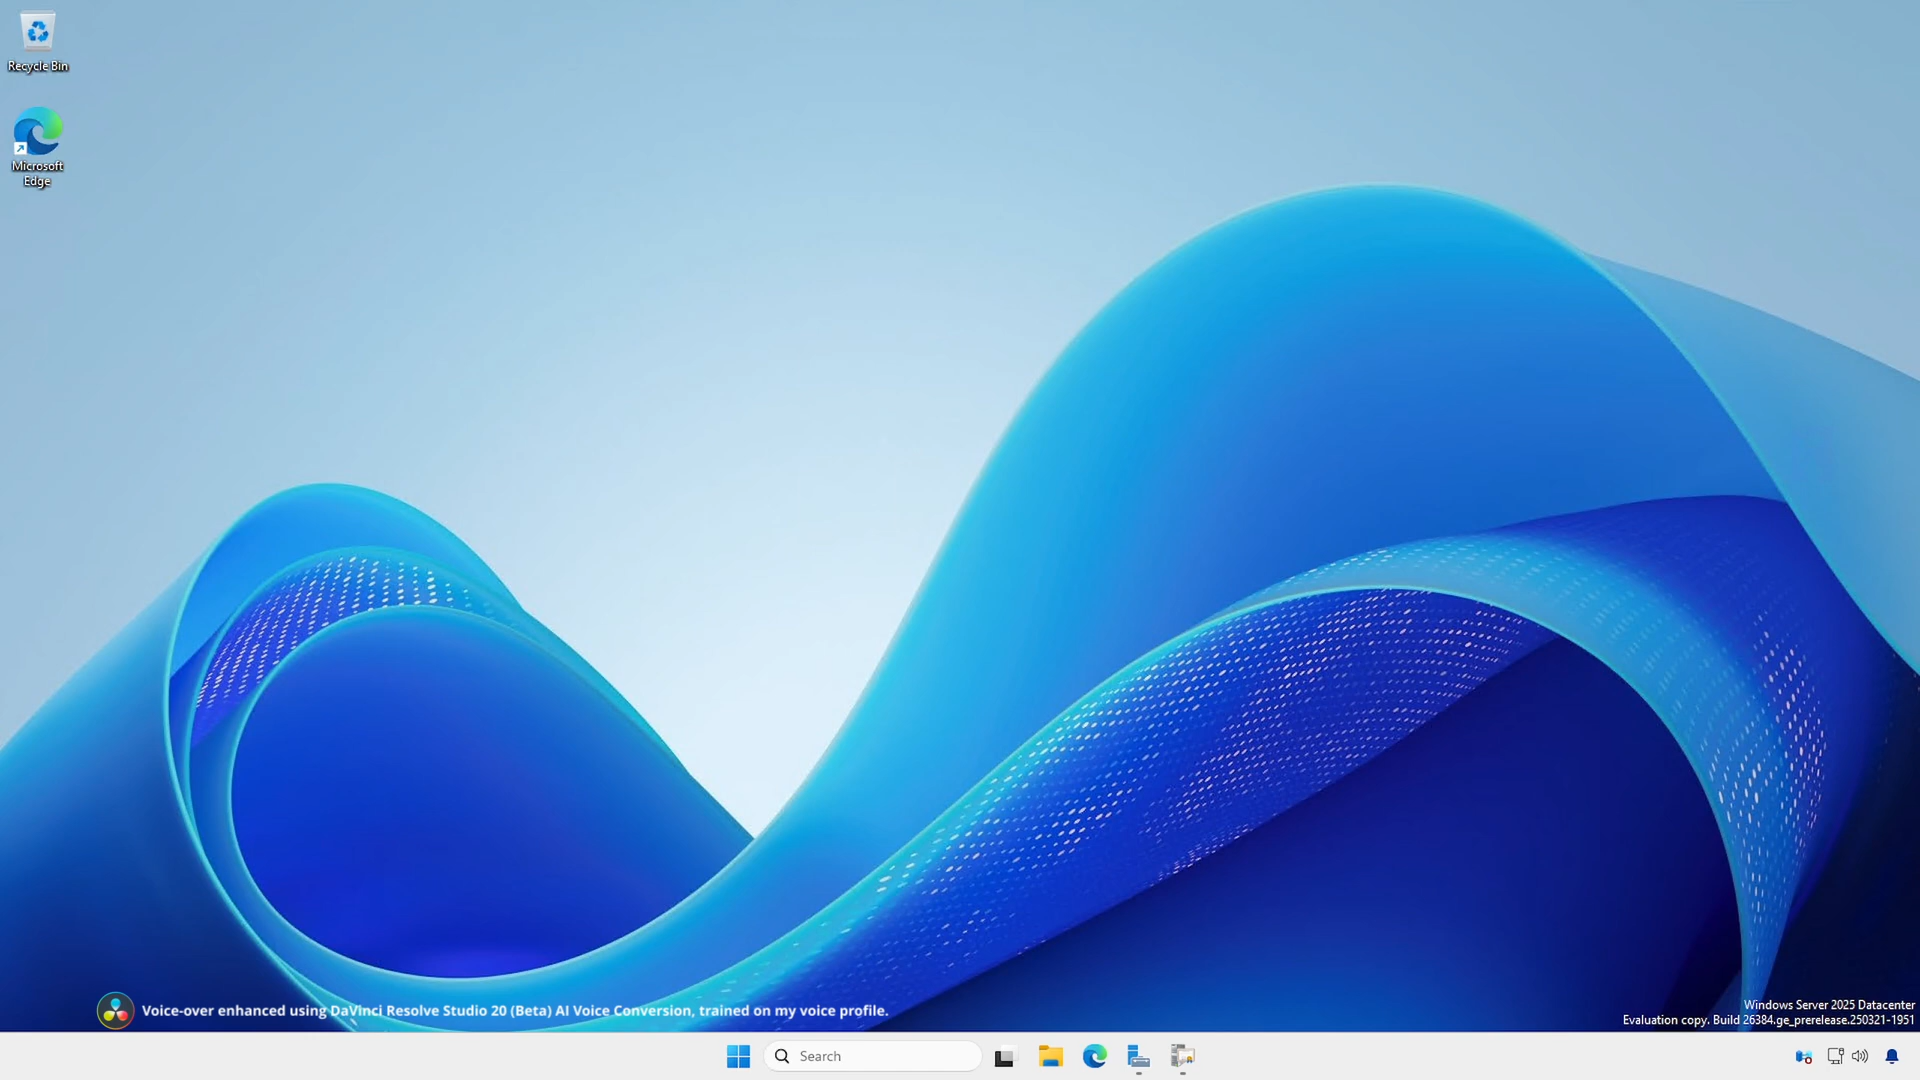 Recycle Bin
Microsoft
Edge
Voice-over enhanced using DaVinci Resolve Studio 20 (Beta) AI Voice Conversion, trained on my voice profile.
Windows Server 2025 Datacenter
Evaluation copy. Build 26384.ge_prerelease.250321-1951
Search